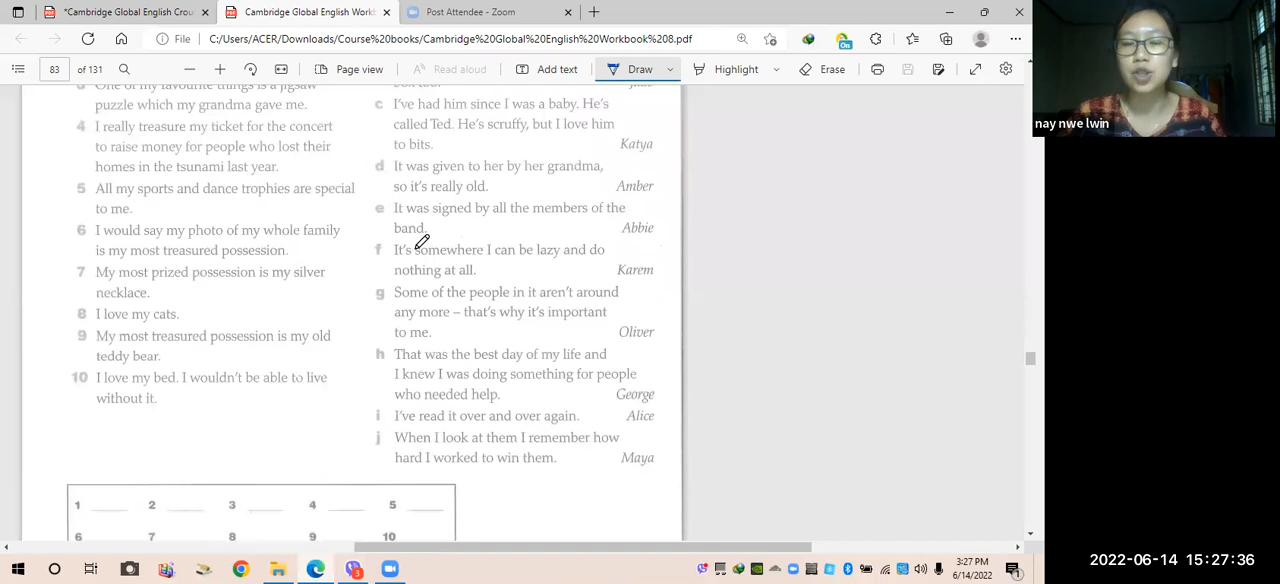 *Cambridge Global English Crou
Cambridge Global English Workb
Post Attendee - Zoom
File
C:/Users/ACER/Downloads/Course%20books/Cambridge%20Global%20English%20Workbook%208.pdf
on
83 of 131
Page view
Read aloud
Add text
Draw
Highlight
Erase
nay nwe lwin
One of my favourite things is a jigsaw
puzzle which my grandma gave me.
4 I really treasure my ticket for the concert
to raise money for people who lost their
homes in the tsunami last year.
5 All my sports and dance trophies are special
to me.
6 I would say my photo of my whole family
is my most treasured possession.
7 My most prized possession is my silver
necklace.
8 I love my cats.
9 My most treasured possession is my old
teddy bear.
10 I love my bed. I wouldn't be able to live
without it.
c I've had him since I was a baby. He's
called Ted. He's scruffy, but I love him
to bits. Katya
d It was given to her by her grandma,
so it's really old. Amber
e It was signed by all the members of the
band. Abbie
f It's somewhere I can be lazy and do
nothing at all. Karem
g Some of the people in it aren't around
any more – that's why it's important
to me. Oliver
h That was the best day of my life and
I knew I was doing something for people
who needed help. George
i I've read it over and over again. Alice
j When I look at them I remember how
hard I worked to win them. Maya
1 2 3 4 5
6 7 8 9 10
3
3:27 PM
6/14/2022
1
2022-06-14 15:27:36